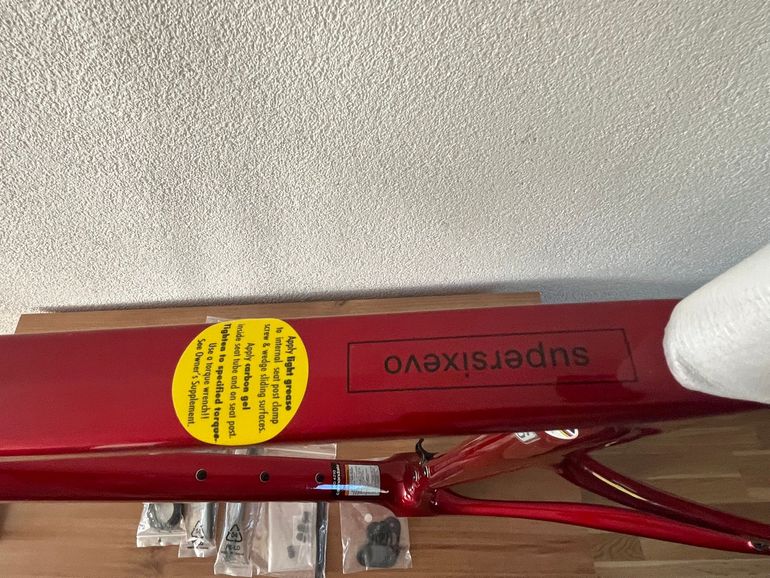 Apply light grease
to internal seat post clamp
screw & wedge sliding surfaces.
Apply carbon gel
inside seat tube and on seat post.
Tighten to specified torque-
Use a torque wrench!!
See Owner's Supplement.
supersixevo